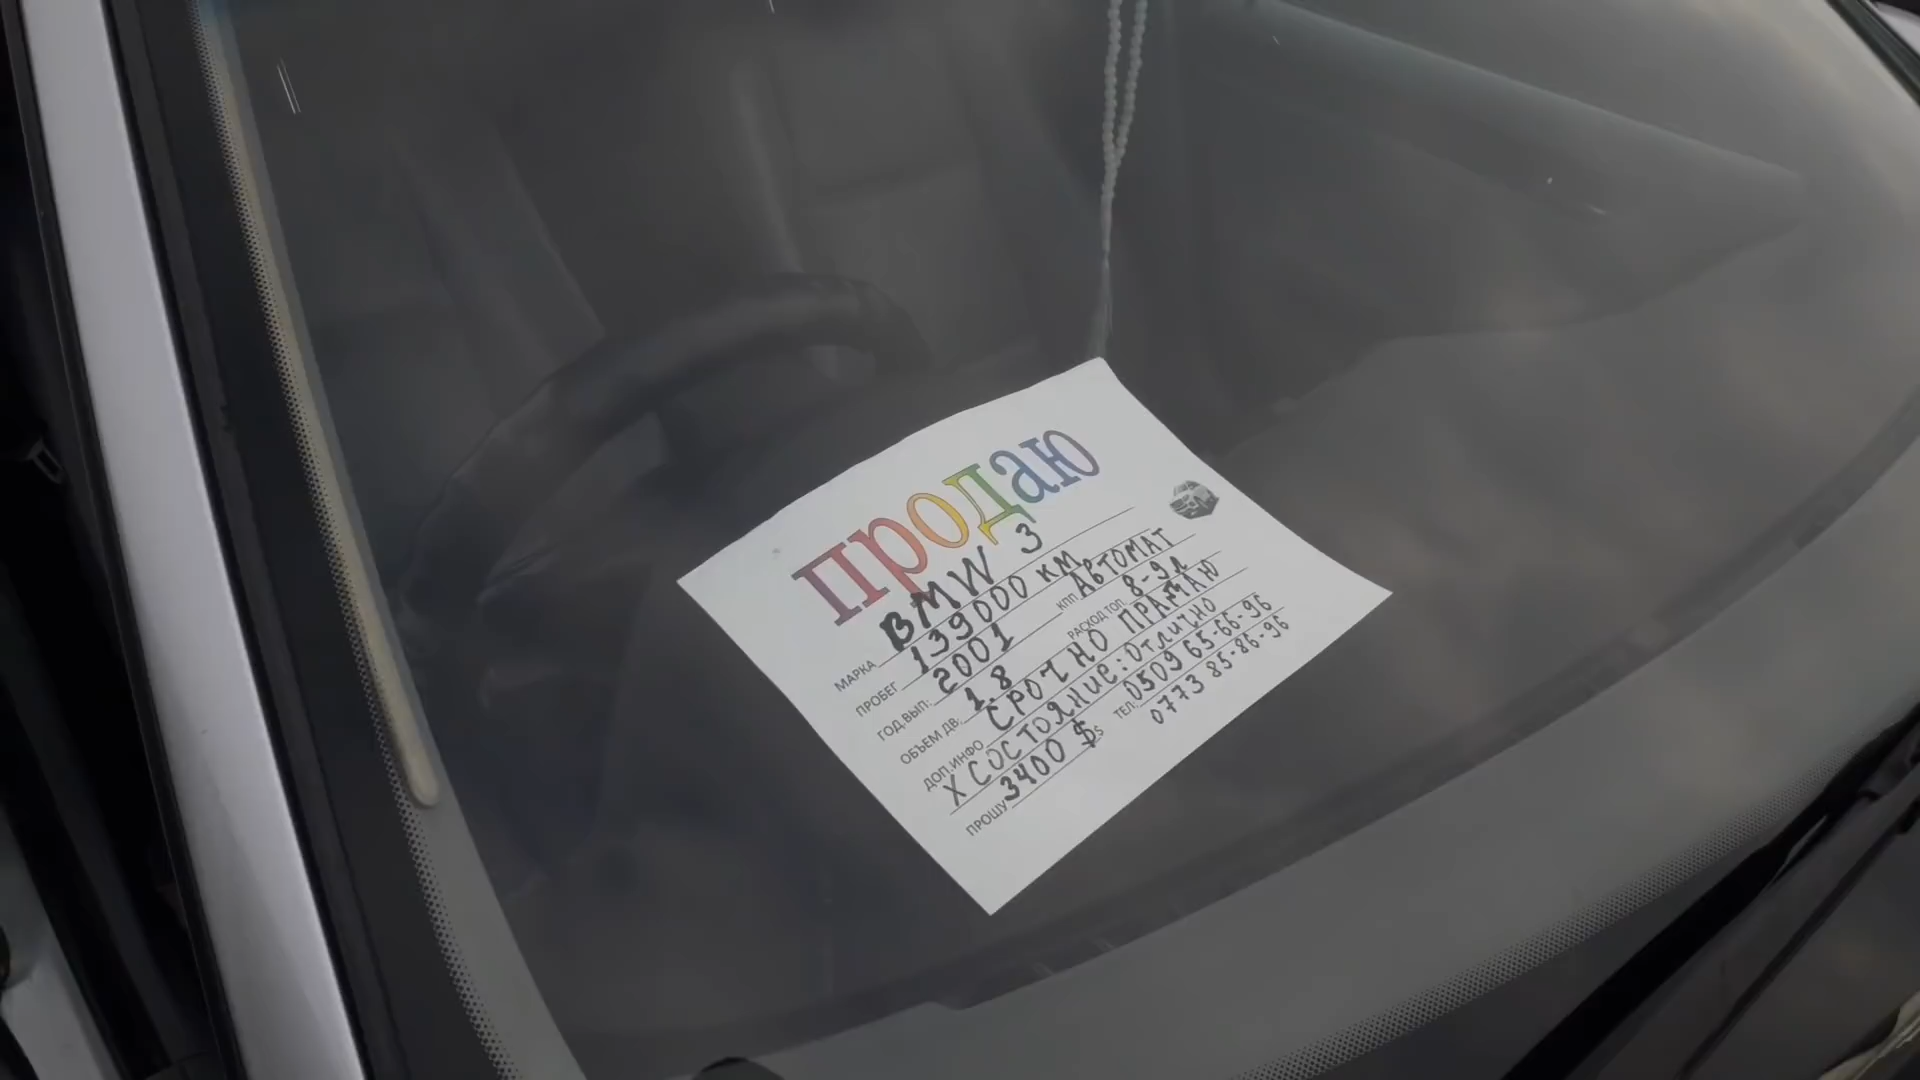 продаю
МАРКА BMW 3
ПРОБЕГ 139000 КМ
ГОД ВЫП: 2001 КПП АВТОМАТ
ОБЪЕМ ДВ. 1.8 РАСХОД ТОП. 8-9л
ДОП.ИНФО СРОЧНО ПРАДАЮ
Х СОСТОЯНИЕ: ОТЛИЧНО
ПРОШУ 3400 $ $ ТЕЛ: 0509 65-66-96
0773 85-86-96